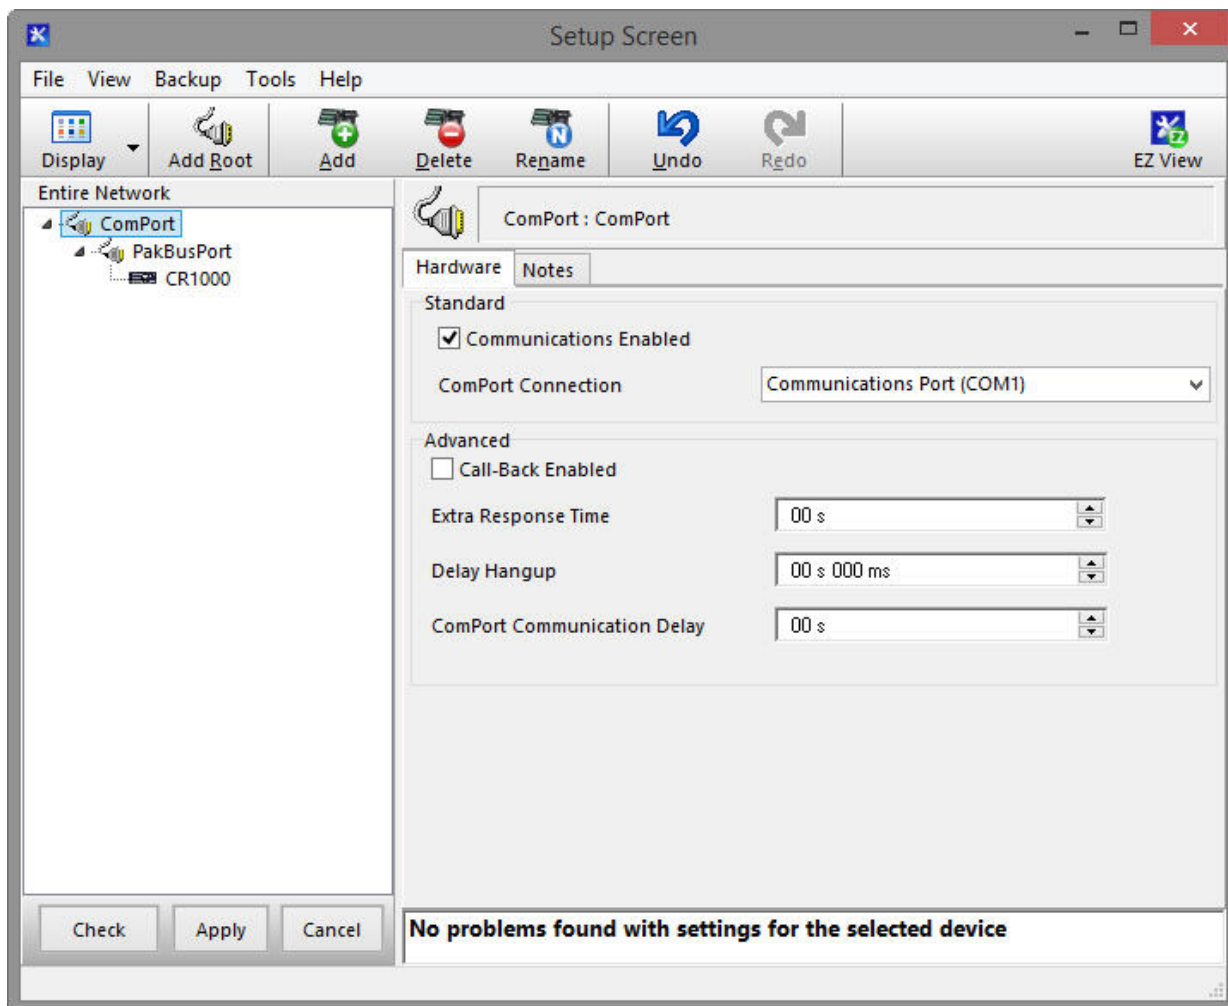 Setup Screen
File View Backup Tools Help
Display Add Root Add Delete Rename Undo Redo EZ View
Entire Network
ComPort
PakBusPort
CR1000
ComPort : ComPort
Hardware Notes
Standard
Communications Enabled
ComPort Connection Communications Port (COM1)
Advanced
Call-Back Enabled
Extra Response Time 00 s
Delay Hangup 00 s 000 ms
ComPort Communication Delay 00 s
Check Apply Cancel
No problems found with settings for the selected device